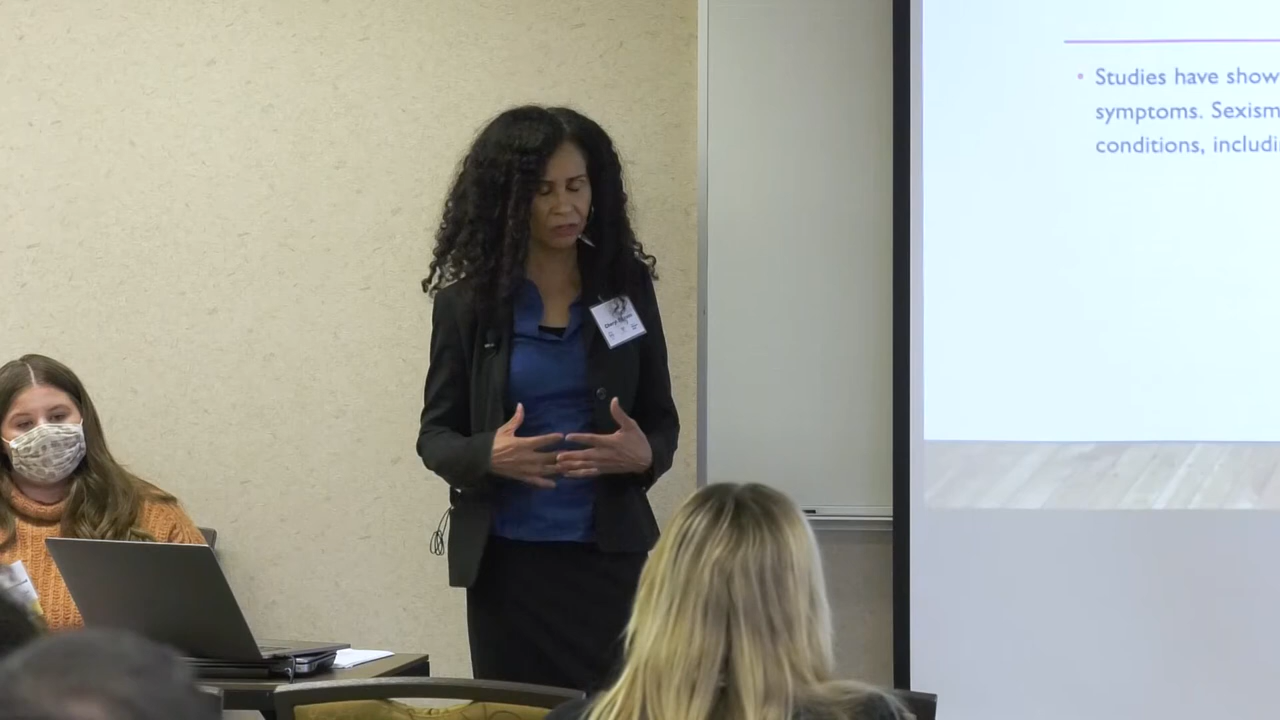 • Studies have show
symptoms. Sexism
conditions, includi